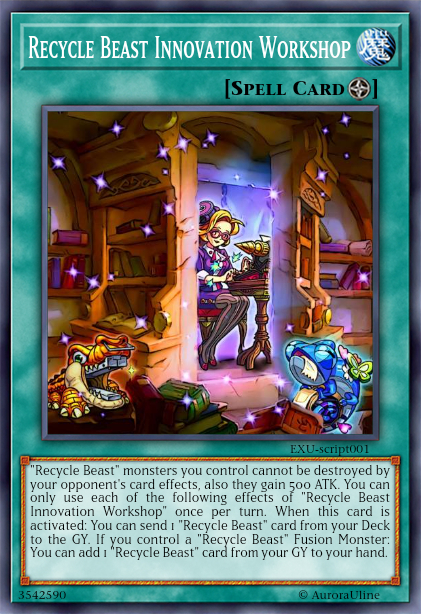 RECYCLE BEAST INNOVATION WORKSHOP 魔
[SPELL CARD]
EXU-script001
"Recycle Beast" monsters you control cannot be destroyed by
your opponent's card effects, also they gain 500 ATK. You can
only use each of the following effects of "Recycle Beast
Innovation Workshop" once per turn. When this card is
activated: You can send 1 "Recycle Beast" card from your Deck
to the GY. If you control a "Recycle Beast" Fusion Monster:
You can add 1 "Recycle Beast" card from your GY to your hand.
3542590 © AuroraUline